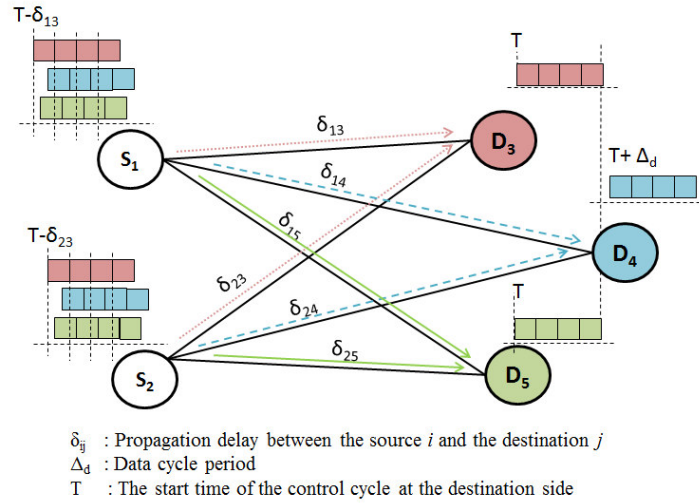 T-δ13
T
S1
δ13
D3
δ14
T+ Δd
δ15
T-δ23
δ23
D4
T
δ24
S2
δ25
D5
δij : Propagation delay between the source i and the destination j
Δd : Data cycle period
T : The start time of the control cycle at the destination side